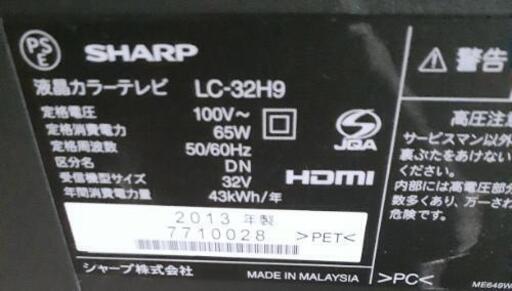 PS
E
SHARP
液晶カラーテレビ LC-32H9
定格電圧 100V～
定格消費電力 65W
定格周波数 50/60Hz
区分名 DN
受信機型サイズ 32V
年間消費電力量 43kWh/年
JQA
HDMI
2013 年製
7710028
>PET<
シャープ株式会社 MADE IN MALAYSIA
>PC<
警告
高圧注意
サービスマン以外
裏ぶたをあけない
ください。
内部には高電圧部分
数多くあり、万一さわ
危険です。
ME649W